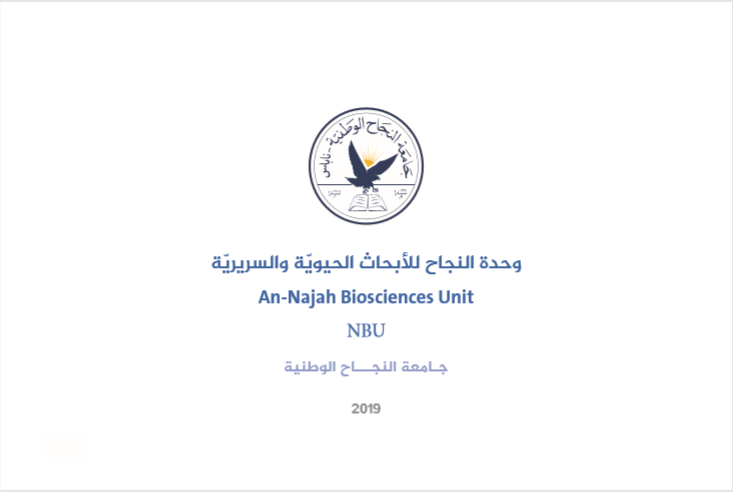 جامعة النجاح الوطنية - نابلس
وحدة النجاح للأبحاث الحيويّة والسريريّة
An-Najah Biosciences Unit
NBU
جـامعة النجـــاح الوطنية
2019